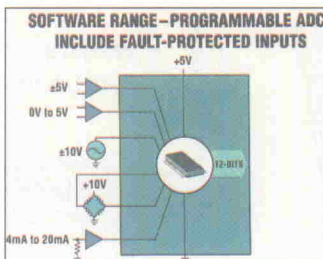 SOFTWARE RANGE–PROGRAMMABLE ADC
INCLUDE FAULT-PROTECTED INPUTS
+5V
±5V
0V to 5V
±10V
12-BITS
+10V
4mA to 20mA